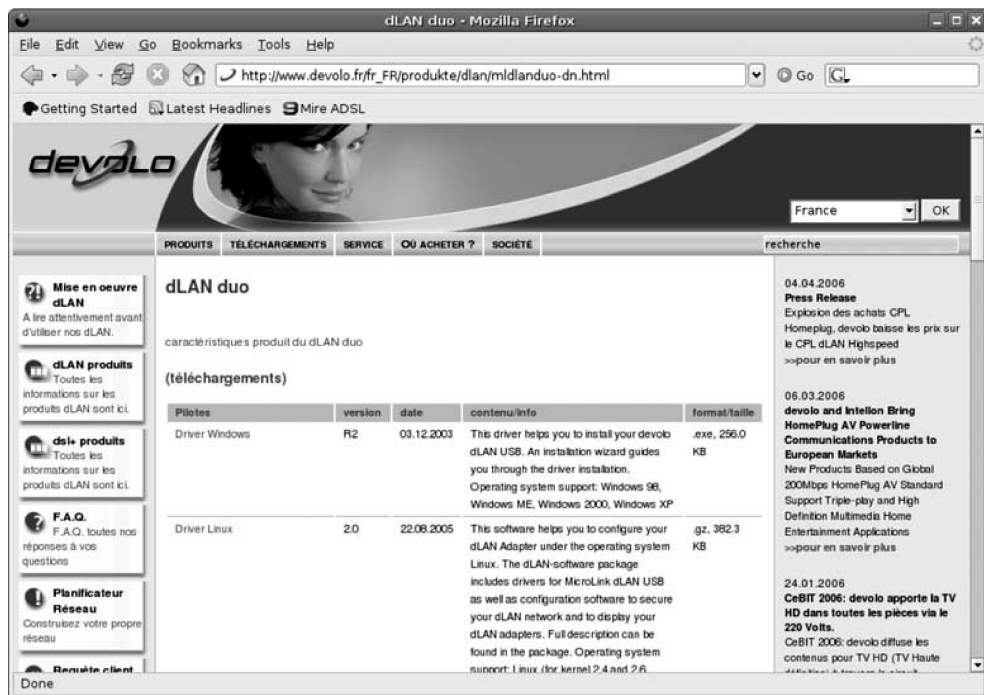 dLAN duo - Mozilla Firefox
File Edit View Go Bookmarks Tools Help
http://www.devolo.fr/fr_FR/produkte/dlan/mldlanduo-dn.html
Go
G
Getting Started Latest Headlines Mire ADSL
devolo
France OK
PRODUITS TÉLÉCHARGEMENTS SERVICE OÙ ACHETER ? SOCIÉTÉ
recherche
Mise en oeuvre
dLAN
A lire attentivement avant
d'utiliser nos dLAN.
dLAN produits
Toutes les
informations sur les
produits dLAN sont ici.
dsl+ produits
Toutes les
informations sur les
produits dLAN sont ici.
F.A.Q.
F.A.Q. toutes nos
réponses à vos
questions
Planificateur
Réseau
Construisez votre propre
réseau
Requête client
dLAN duo
caractéristiques produit du dLAN duo
(téléchargements)
Pilotes version date contenu/info format/taille
Driver Windows R2 03.12.2003 This driver helps you to install your devolo .exe, 256.0
dLAN USB. An installation wizard guides KB
you through the driver installation.
Operating system support: Windows 98,
Windows ME, Windows 2000, Windows XP
Driver Linux 2.0 22.08.2005 This software helps you to configure your .gz, 382.3
dLAN Adapter under the operating system KB
Linux. The dLAN-software package
includes drivers for MicroLink dLAN USB
as well as configuration software to secure
your dLAN network and to display your
dLAN adapters. Full description can be
found in the package. Operating system
support: Linux (for kernel 2.4 and 2.6
04.04.2006
Press Release
Explosion des achats CPL
Homeplug, devolo baisse les prix sur
le CPL dLAN Highspeed
>>pour en savoir plus
06.03.2006
devolo and Intellon Bring
HomePlug AV Powerline
Communications Products to
European Markets
New Products Based on Global
200Mbps HomePlug AV Standard
Support Triple-play and High
Definition Multimedia Home
Entertainment Applications
>>pour en savoir plus
24.01.2006
CeBIT 2006: devolo apporte la TV
HD dans toutes les pièces via le
220 Volts.
CeBIT 2006: devolo diffuse les
contenus pour TV HD (TV Haute
Done